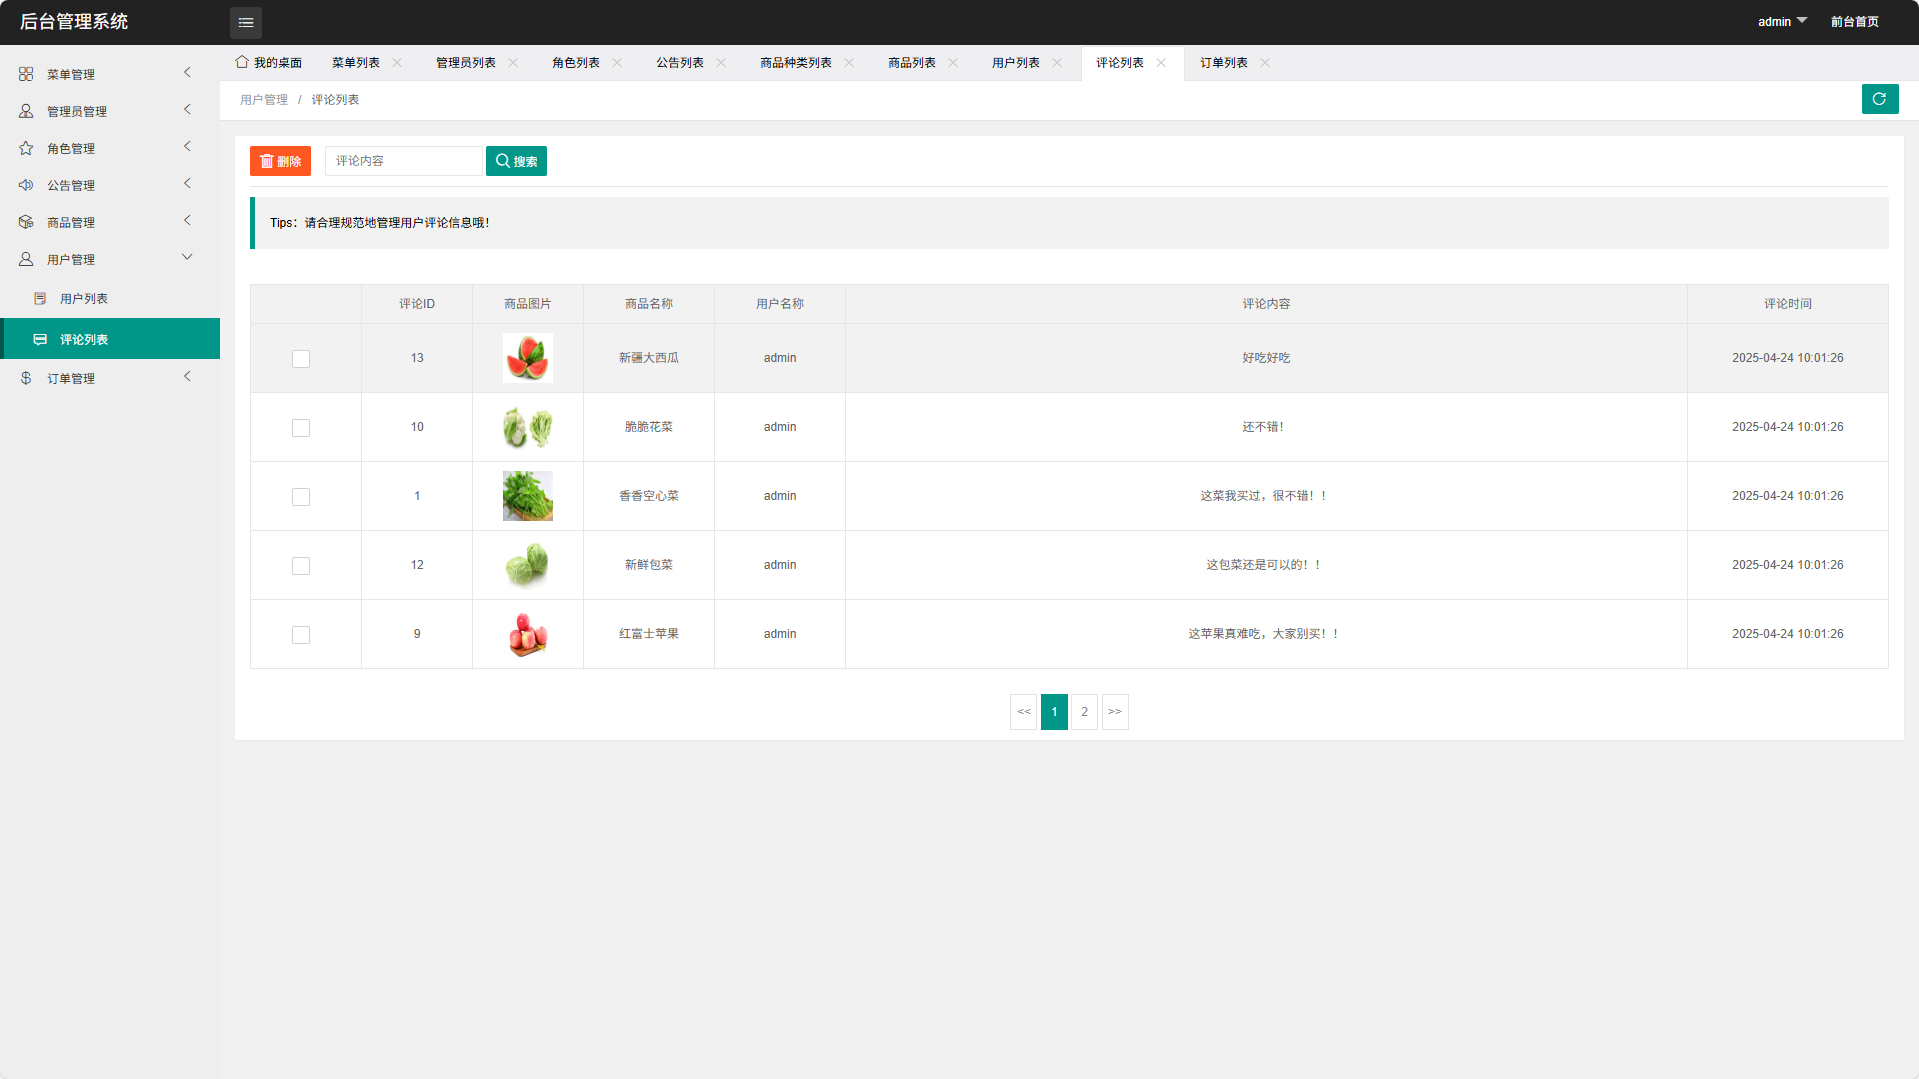 后台管理系统
admin
前台首页
我的桌面
菜单列表
管理员列表
角色列表
公告列表
商品种类列表
商品列表
用户列表
评论列表
订单列表
菜单管理
管理员管理
角色管理
公告管理
商品管理
用户管理
用户列表
评论列表
订单管理
用户管理 / 评论列表
删除 评论内容 搜索
Tips：请合理规范地管理用户评论信息哦！
评论ID 商品图片 商品名称 用户名称 评论内容 评论时间
13 新疆大西瓜 admin 好吃好吃 2025-04-24 10:01:26
10 脆脆花菜 admin 还不错！ 2025-04-24 10:01:26
1 香香空心菜 admin 这菜我买过，很不错！！ 2025-04-24 10:01:26
12 新鲜包菜 admin 这包菜还是可以的！！ 2025-04-24 10:01:26
9 红富士苹果 admin 这苹果真难吃，大家别买！！ 2025-04-24 10:01:26
<< 1 2 >>